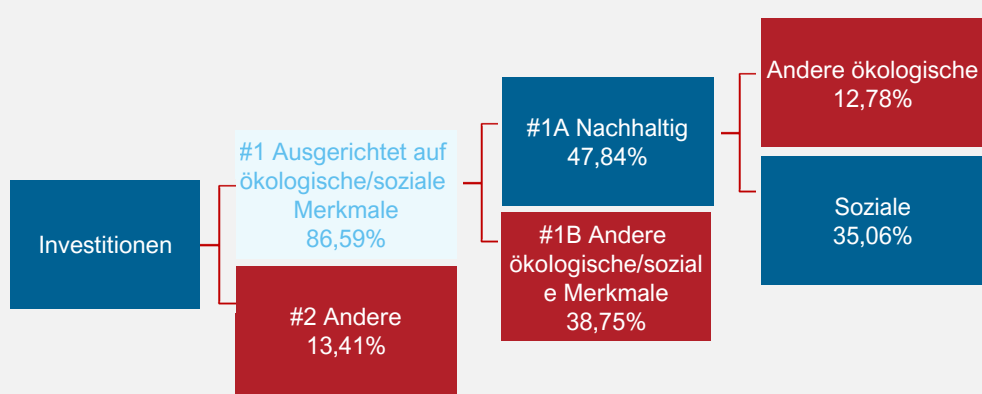 Investitionen
#1 Ausgerichtet auf
ökologische/soziale
Merkmale
86,59%
#2 Andere
13,41%
#1A Nachhaltig
47,84%
#1B Andere
ökologische/sozial
e Merkmale
38,75%
Andere ökologische
12,78%
Soziale
35,06%